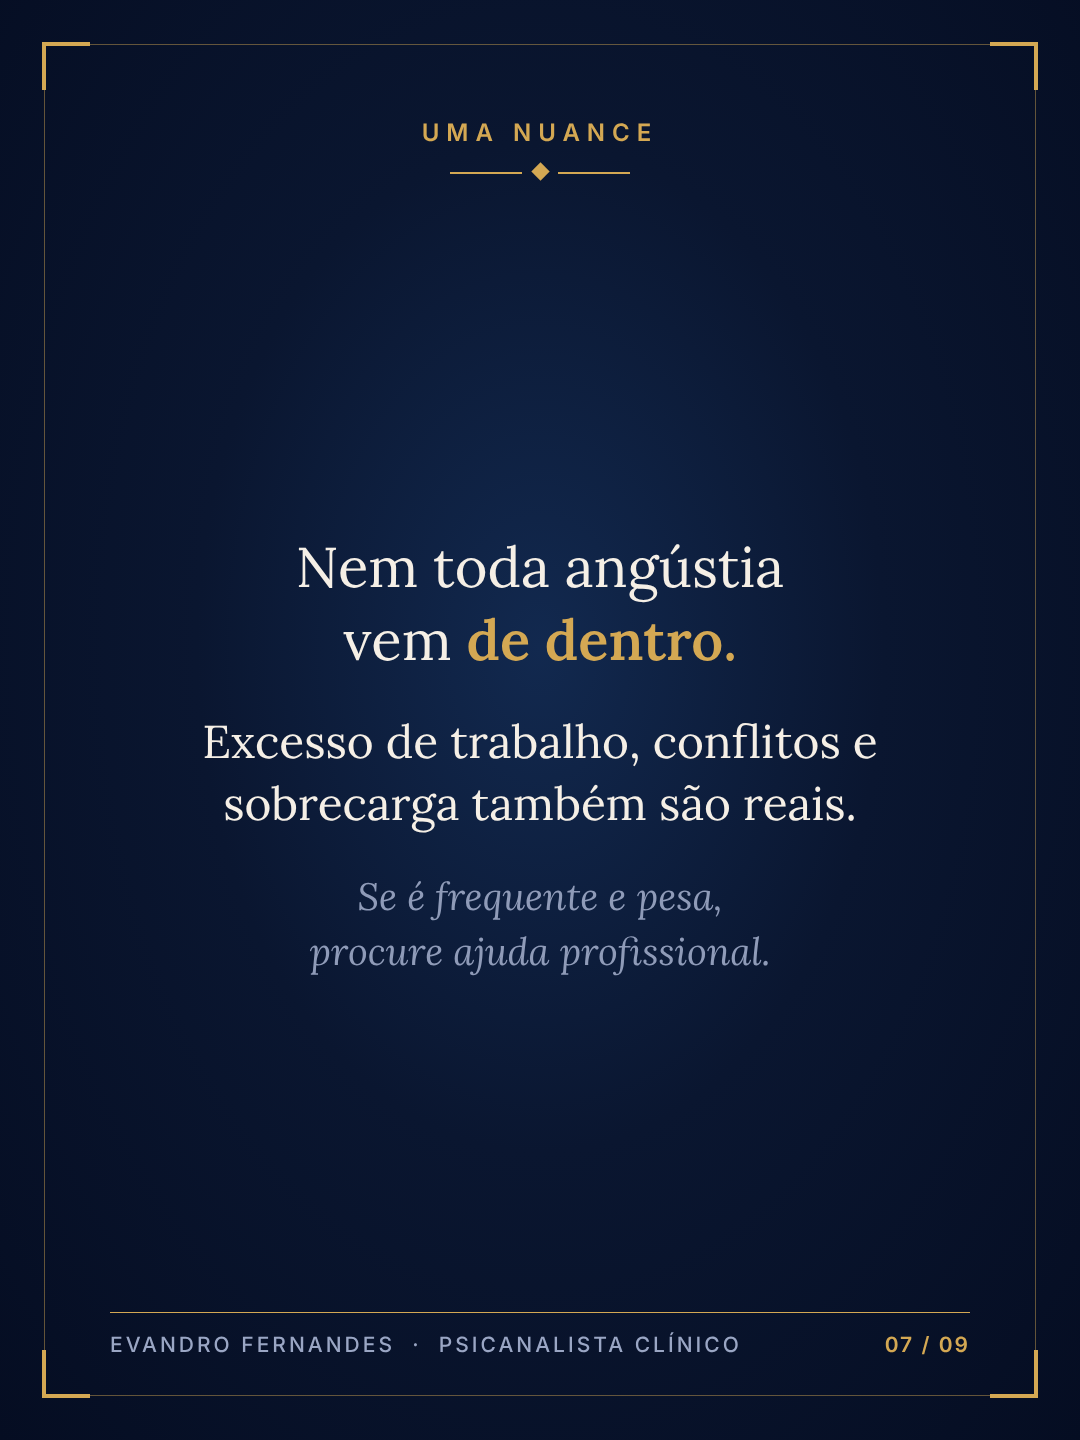 UMA NUANCE
Nem toda angústia
vem de dentro.
Excesso de trabalho, conflitos e
sobrecarga também são reais.
Se é frequente e pesa,
procure ajuda profissional.
EVANDRO FERNANDES · PSICANALISTA CLÍNICO 07 / 09